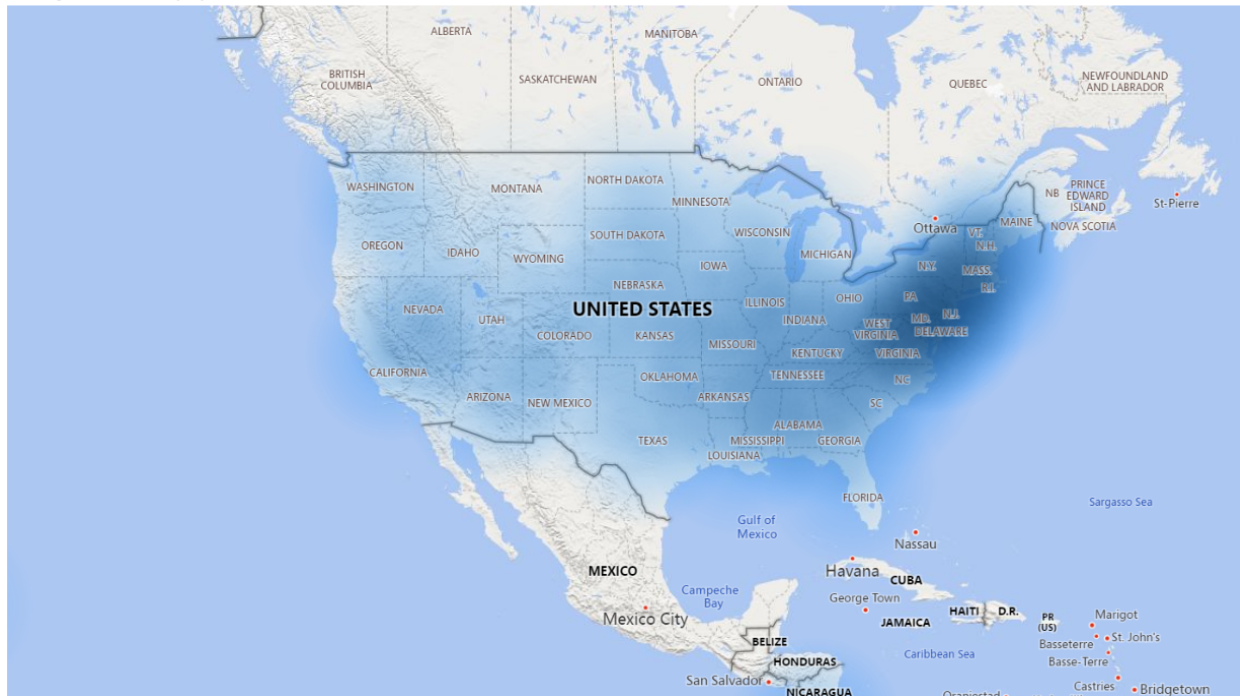 ALBERTA
MANITOBA
BRITISH
COLUMBIA
SASKATCHEWAN
ONTARIO
QUEBEC
NEWFOUNDLAND
AND LABRADOR
WASHINGTON
MONTANA
NORTH DAKOTA
MINNESOTA
Ottawa
MAINE
NB
PRINCE
EDWARD
ISLAND
NOVA SCOTIA
St-Pierre
OREGON
IDAHO
WYOMING
SOUTH DAKOTA
WISCONSIN
MICHIGAN
VT.
N.H.
N.Y.
MASS.
R.I.
IOWA
NEBRASKA
NEVADA
UTAH
UNITED STATES
ILLINOIS
OHIO
PA
INDIANA
WEST
VIRGINIA
MD.
N.J.
DELAWARE
COLORADO
KANSAS
MISSOURI
KENTUCKY
VIRGINIA
CALIFORNIA
ARIZONA
NEW MEXICO
OKLAHOMA
ARKANSAS
TENNESSEE
NC
SC
TEXAS
MISSISSIPPI
ALABAMA
GEORGIA
LOUISIANA
FLORIDA
Gulf of
Mexico
Sargasso Sea
Nassau
MEXICO
Mexico City
Campeche
Bay
Havana
CUBA
George Town
JAMAICA
HAITI
D.R.
PR
(US)
Marigot
Basseterre
St. John's
Basse-Terre
BELIZE
HONDURAS
Caribbean Sea
San Salvador
NICARAGUA
Castries
Bridgetown
Oranjestad